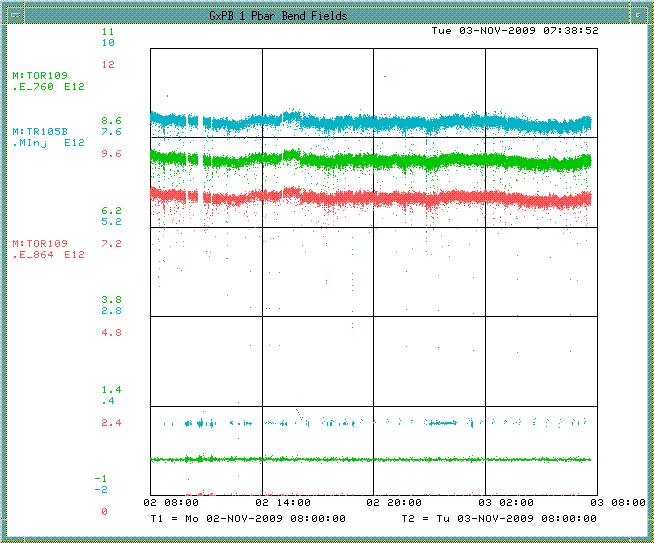 GxPB 1 Pbar Bend Fields
Tue 03-NOV-2009 07:38:52
11
10
12
M:TOR109
.E_760 E12
8.6
7.6
M:TR105B
.MInj E12
9.6
6.2
5.2
M:TOR109
.E_864 E12
7.2
3.8
2.8
4.8
1.4
.4
2.4
-1
-2
0
02 08:00
02 14:00
02 20:00
03 02:00
03 08:00
T1 = Mo 02-NOV-2009 08:00:00
T2 = Tu 03-NOV-2009 08:00:00